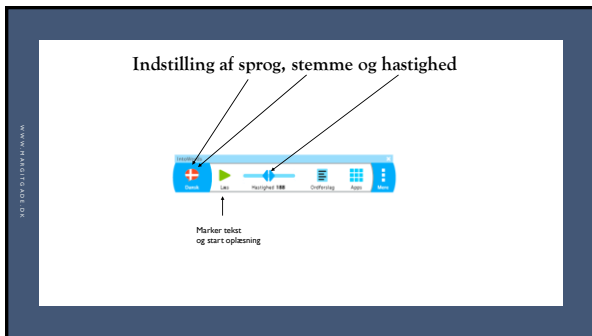 Indstilling af sprog, stemme og hastighed
WWW.MARGITGADE.DK
Dansk
Læs
Hastighed 100
Ordforslag
Apps
Mere
Marker tekst
og start oplæsning